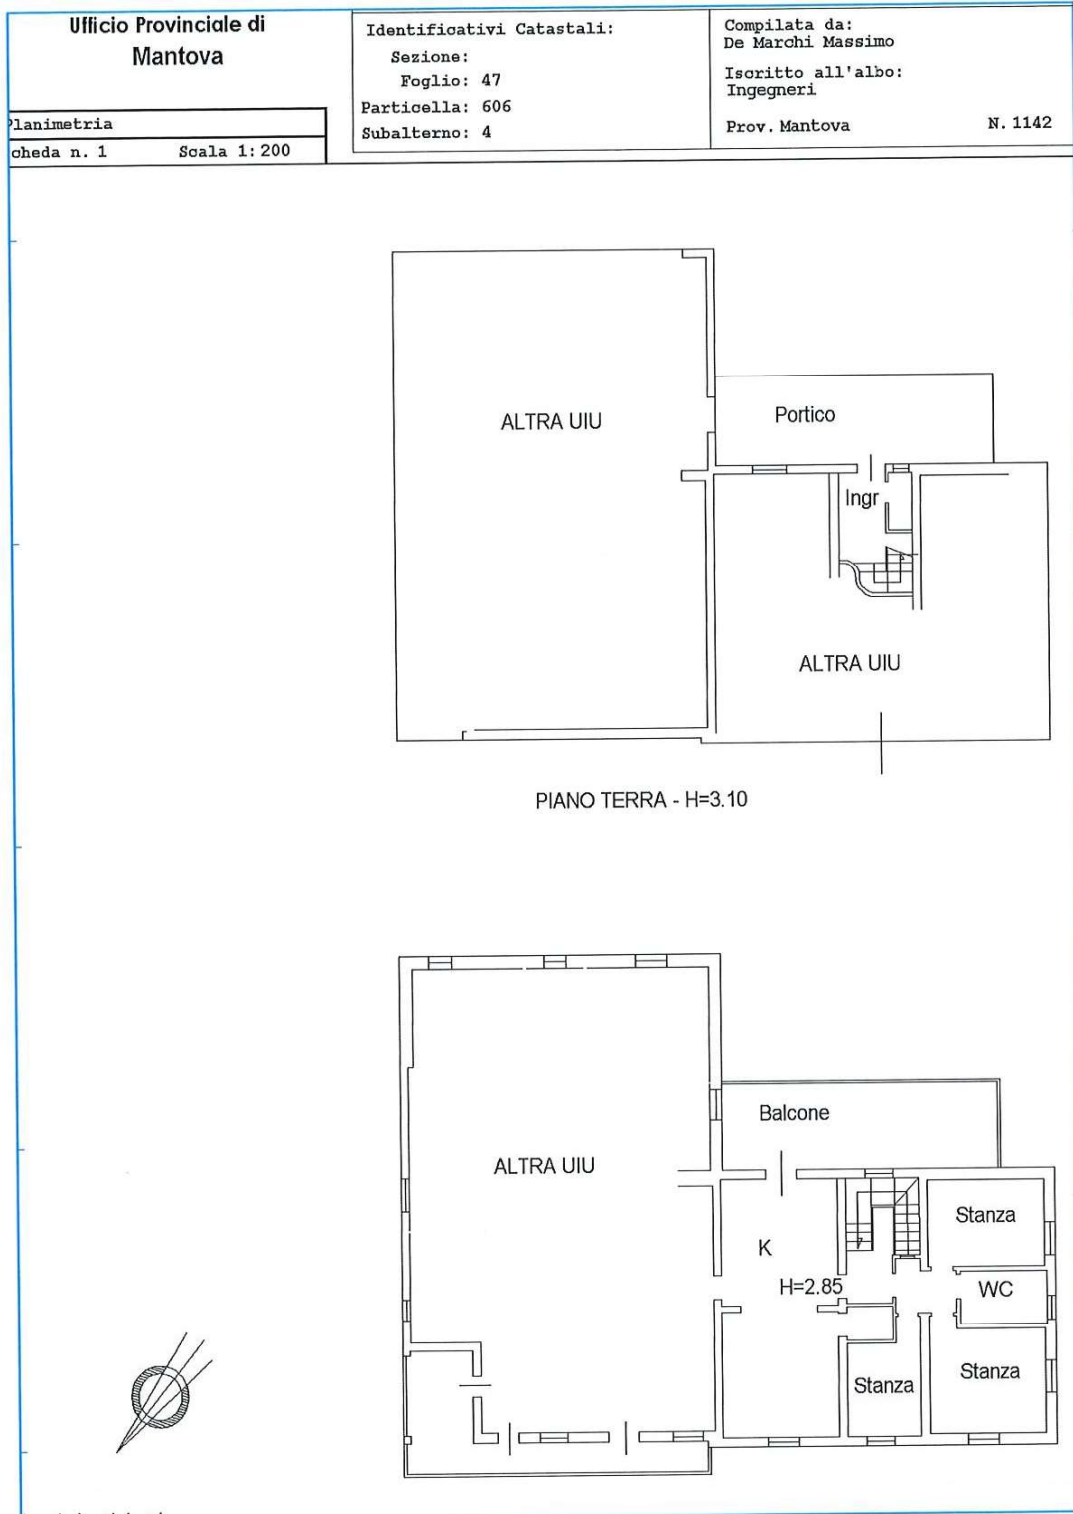 Ufficio Provinciale di
Mantova
Planimetria
Scheda n. 1 Scala 1:200
Identificativi Catastali:
Sezione:
Foglio: 47
Particella: 606
Subalterno: 4
Compilata da:
De Marchi Massimo
Iscritto all'albo:
Ingegneri
Prov. Mantova N. 1142
ALTRA UIU
Portico
Ingr
ALTRA UIU
PIANO TERRA - H=3.10
Balcone
ALTRA UIU
Stanza
K
H=2.85
WC
Stanza
Stanza